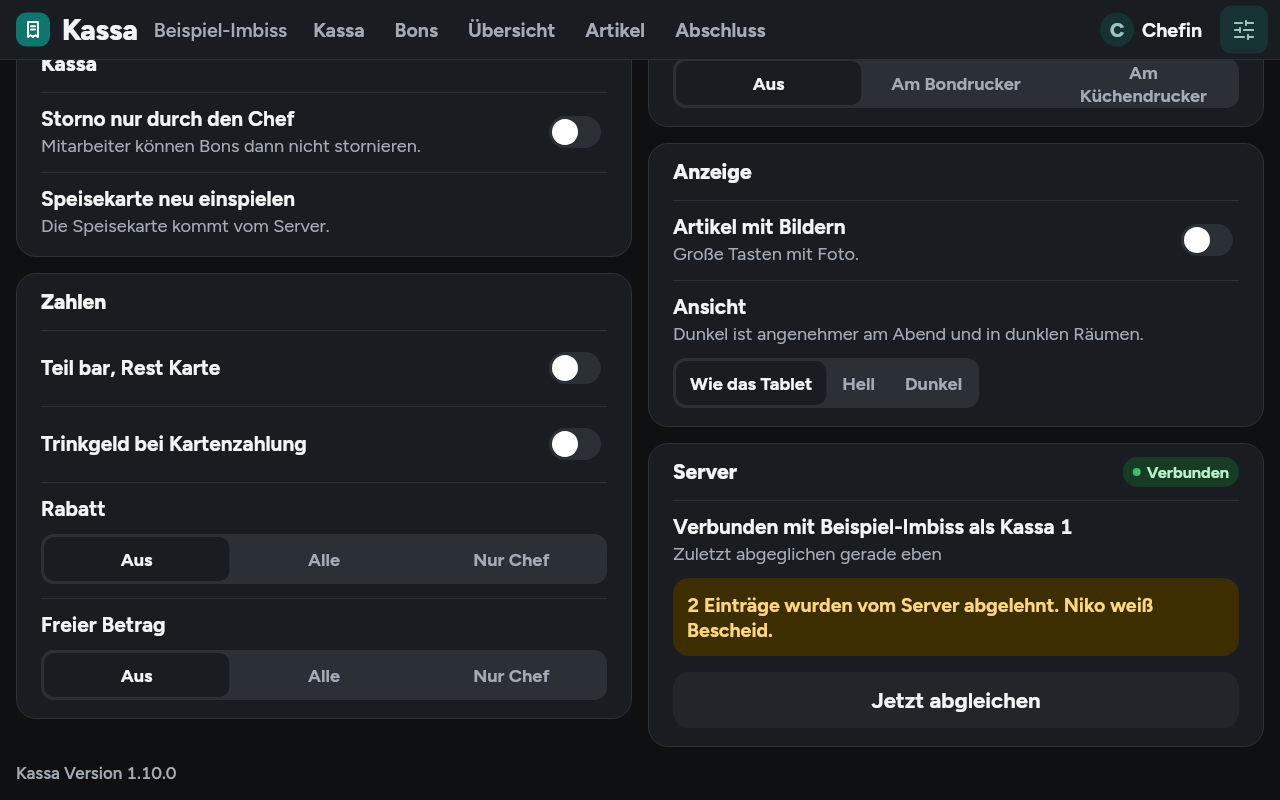 Kassa
Beispiel-Imbiss
Kassa
Bons
Übersicht
Artikel
Abschluss
C
Chefin
Kassa
Storno nur durch den Chef
Mitarbeiter können Bons dann nicht stornieren.
Speisekarte neu einspielen
Die Speisekarte kommt vom Server.
Zahlen
Teil bar, Rest Karte
Trinkgeld bei Kartenzahlung
Rabatt
Aus
Alle
Nur Chef
Freier Betrag
Aus
Alle
Nur Chef
Aus
Am Bondrucker
Am
Küchendrucker
Anzeige
Artikel mit Bildern
Große Tasten mit Foto.
Ansicht
Dunkel ist angenehmer am Abend und in dunklen Räumen.
Wie das Tablet
Hell
Dunkel
Server
Verbunden
Verbunden mit Beispiel-Imbiss als Kassa 1
Zuletzt abgeglichen gerade eben
2 Einträge wurden vom Server abgelehnt. Niko weiß
Bescheid.
Jetzt abgleichen
Kassa Version 1.10.0